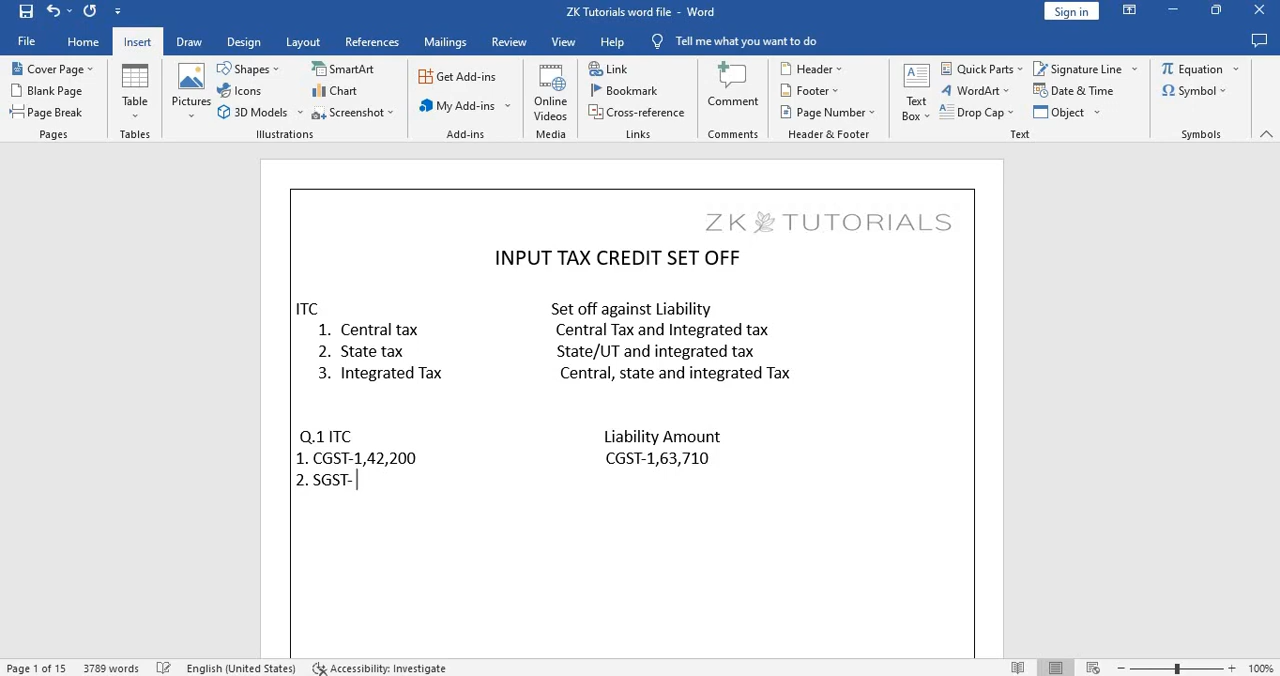 ZK Tutorials word file - Word
Sign in
File Home Insert Draw Design Layout References Mailings Review View Help Tell me what you want to do
Cover Page
Blank Page
Page Break
Pages
Table
Tables
Pictures
Shapes
Icons
3D Models
SmartArt
Chart
Screenshot
Illustrations
Get Add-ins
My Add-ins
Add-ins
Online
Videos
Media
Link
Bookmark
Cross-reference
Links
Comment
Comments
Header
Footer
Page Number
Header & Footer
Text
Box
Quick Parts
WordArt
Drop Cap
Signature Line
Date & Time
Object
Text
Equation
Symbol
Symbols
ZK TUTORIALS
INPUT TAX CREDIT SET OFF
ITC Set off against Liability
1. Central tax Central Tax and Integrated tax
2. State tax State/UT and integrated tax
3. Integrated Tax Central, state and integrated Tax
Q.1 ITC Liability Amount
1. CGST-1,42,200 CGST-1,63,710
2. SGST-
Page 1 of 15 3789 words English (United States) Accessibility: Investigate 100%